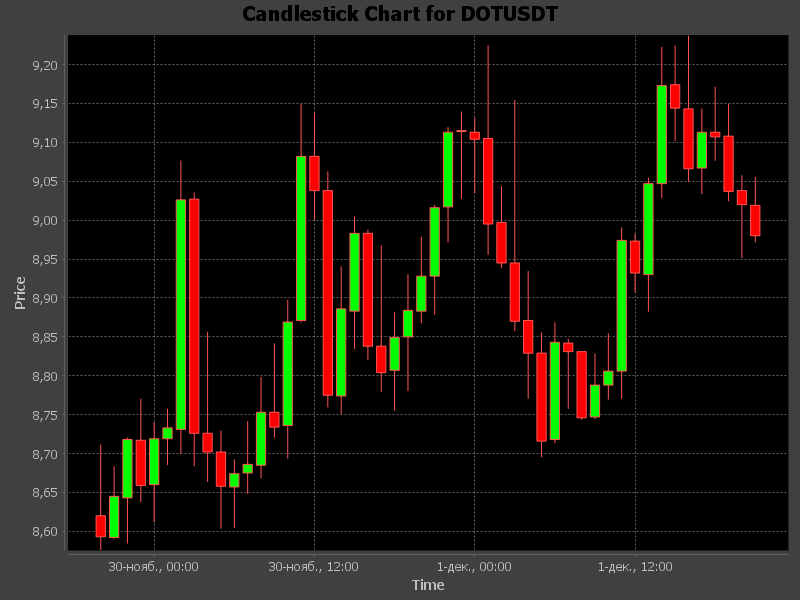 Candlestick Chart for DOTUSDT
9,20
9,15
9,10
9,05
9,00
8,95
8,90
8,85
8,80
8,75
8,70
8,65
8,60
Price
30-нояб., 00:00
30-нояб., 12:00
1-дек., 00:00
1-дек., 12:00
Time